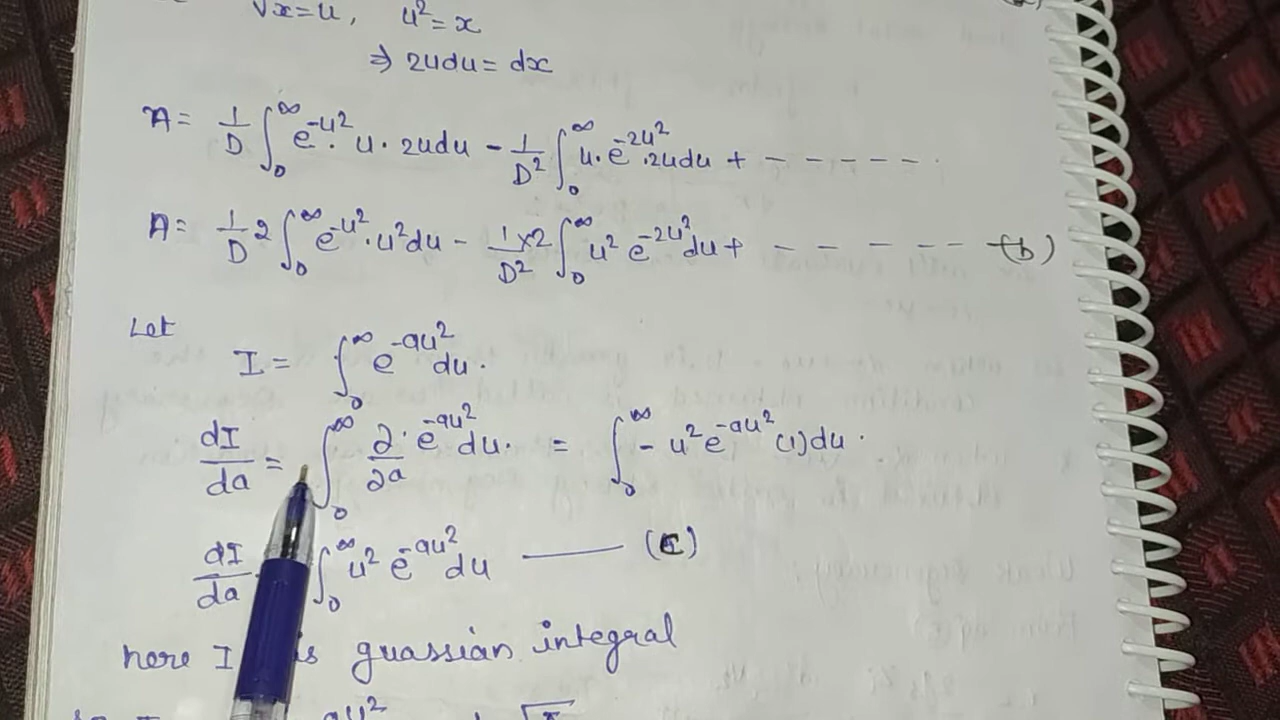 √x = u, u² = x
⇒ 2udu = dx
A = 1/D ∫₀^∞ e^{-u²} · u · 2udu - 1/D² ∫₀^∞ u · e^{-2u²} · 2udu + - - - - - - .
A = 1/D 2 ∫₀^∞ e^{-u²} · u² du - 1×2/D² ∫₀^∞ u² e^{-2u²} du + - - - - - (b)
Let
I = ∫₀^∞ e^{-au²} du .
dI/da = ∫₀^∞ ∂/∂a e^{-au²} du . = ∫₀^∞ - u² e^{-au²} (1) du .
dI/da ∫₀^∞ u² e^{-au²} du —— (c)
here I is guassian integral